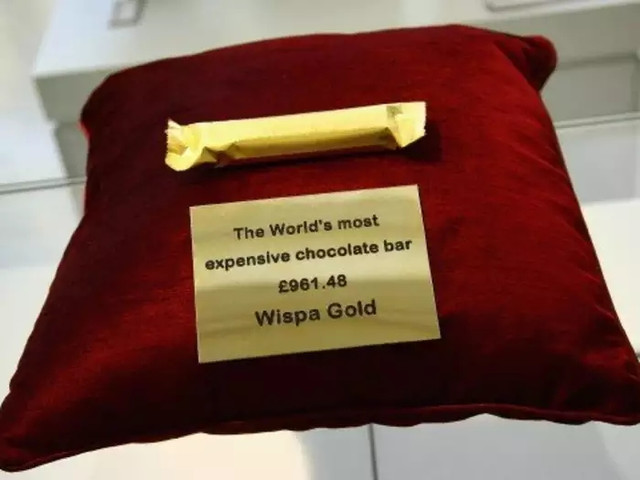 The World's most
expensive chocolate bar
£961.48
Wispa Gold